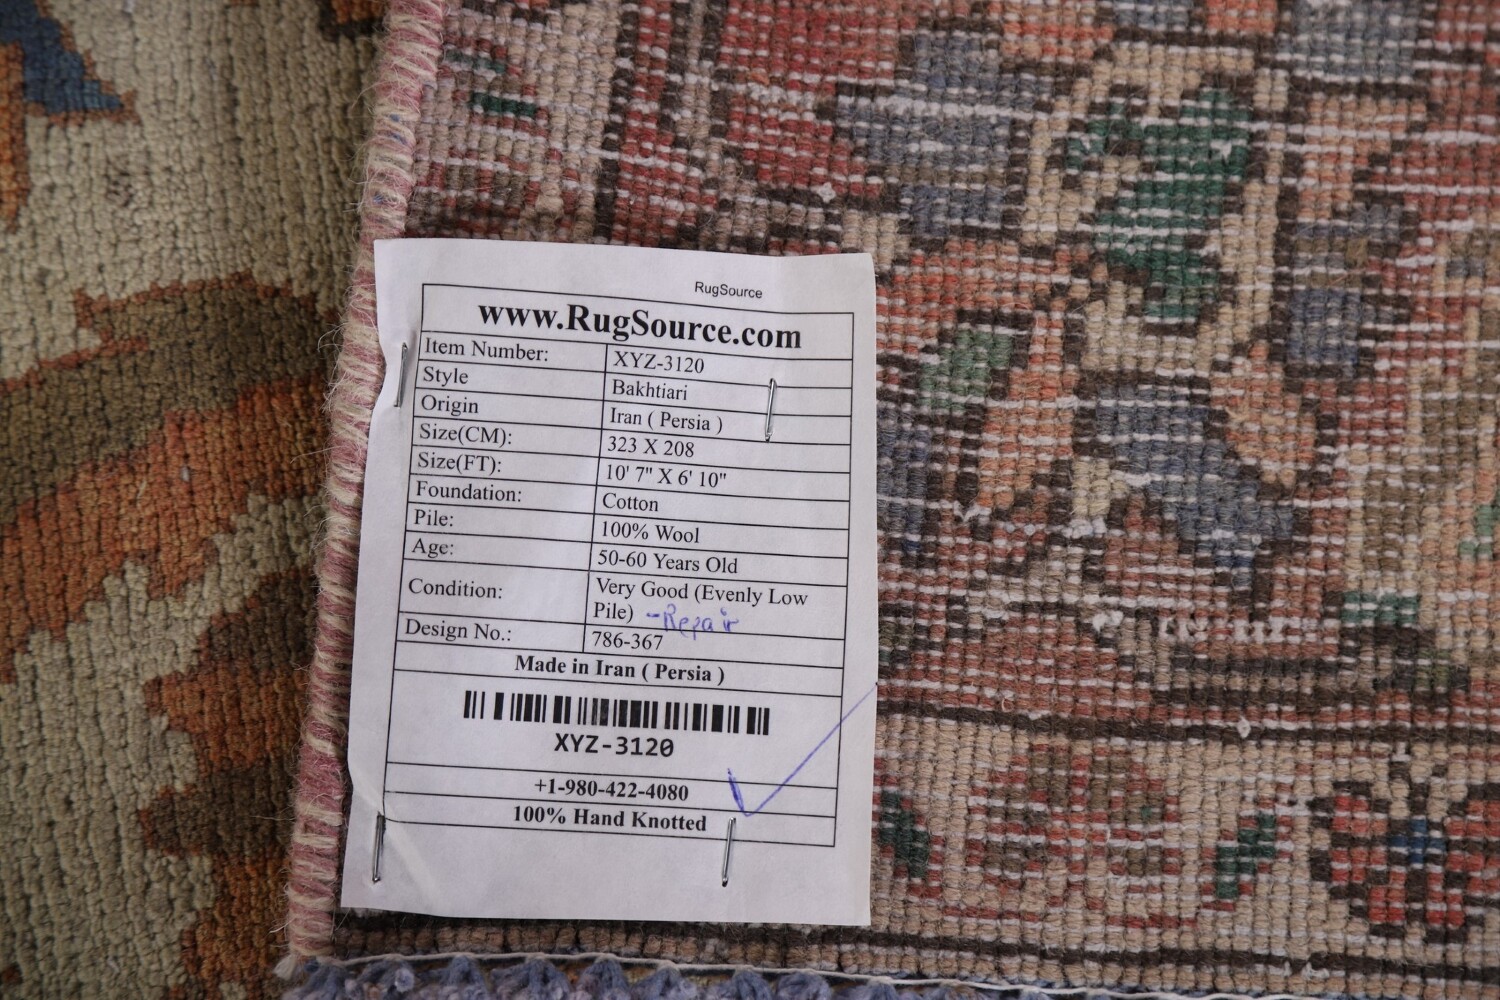 RugSource
www.RugSource.com
Item Number: XYZ-3120
Style Bakhtiari
Origin Iran ( Persia )
Size(CM): 323 X 208
Size(FT): 10' 7" X 6' 10"
Foundation: Cotton
Pile: 100% Wool
Age: 50-60 Years Old
Condition: Very Good (Evenly Low
Pile) -Repair
Design No.: 786-367
Made in Iran ( Persia )
XYZ-3120
+1-980-422-4080
100% Hand Knotted